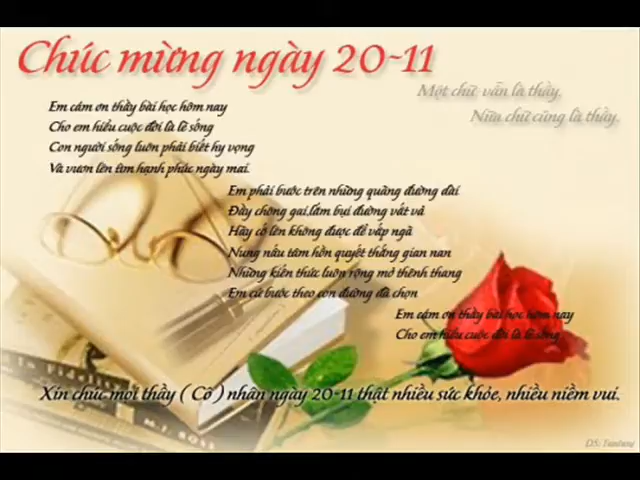 Chúc mừng ngày 20-11
Một chữ vẫn là thầy,
Nửa chữ cũng là thầy.
Em cám ơn thầy bài học hôm nay
Cho em hiểu cuộc đời là lẽ sống
Con người sống luôn phải biết hy vọng
Và vươn lên tìm hạnh phúc ngày mai.
Em phải bước trên những quãng đường dài
Đầy chông gai,lấm bụi đường vất vả
Hãy cố lên không được để vấp ngã
Nung nấu tâm hồn quyết thắng gian nan
Những kiến thức luôn rộng mở thênh thang
Em cứ bước theo con đường đã chọn
Em cám ơn thầy bài học hôm nay
Cho em hiểu cuộc đời là lẽ sống
Xin chúc mọi thầy ( Cô ) nhân ngày 20-11 thật nhiều sức khỏe, nhiều niềm vui.
M. J. ROSE
DS: